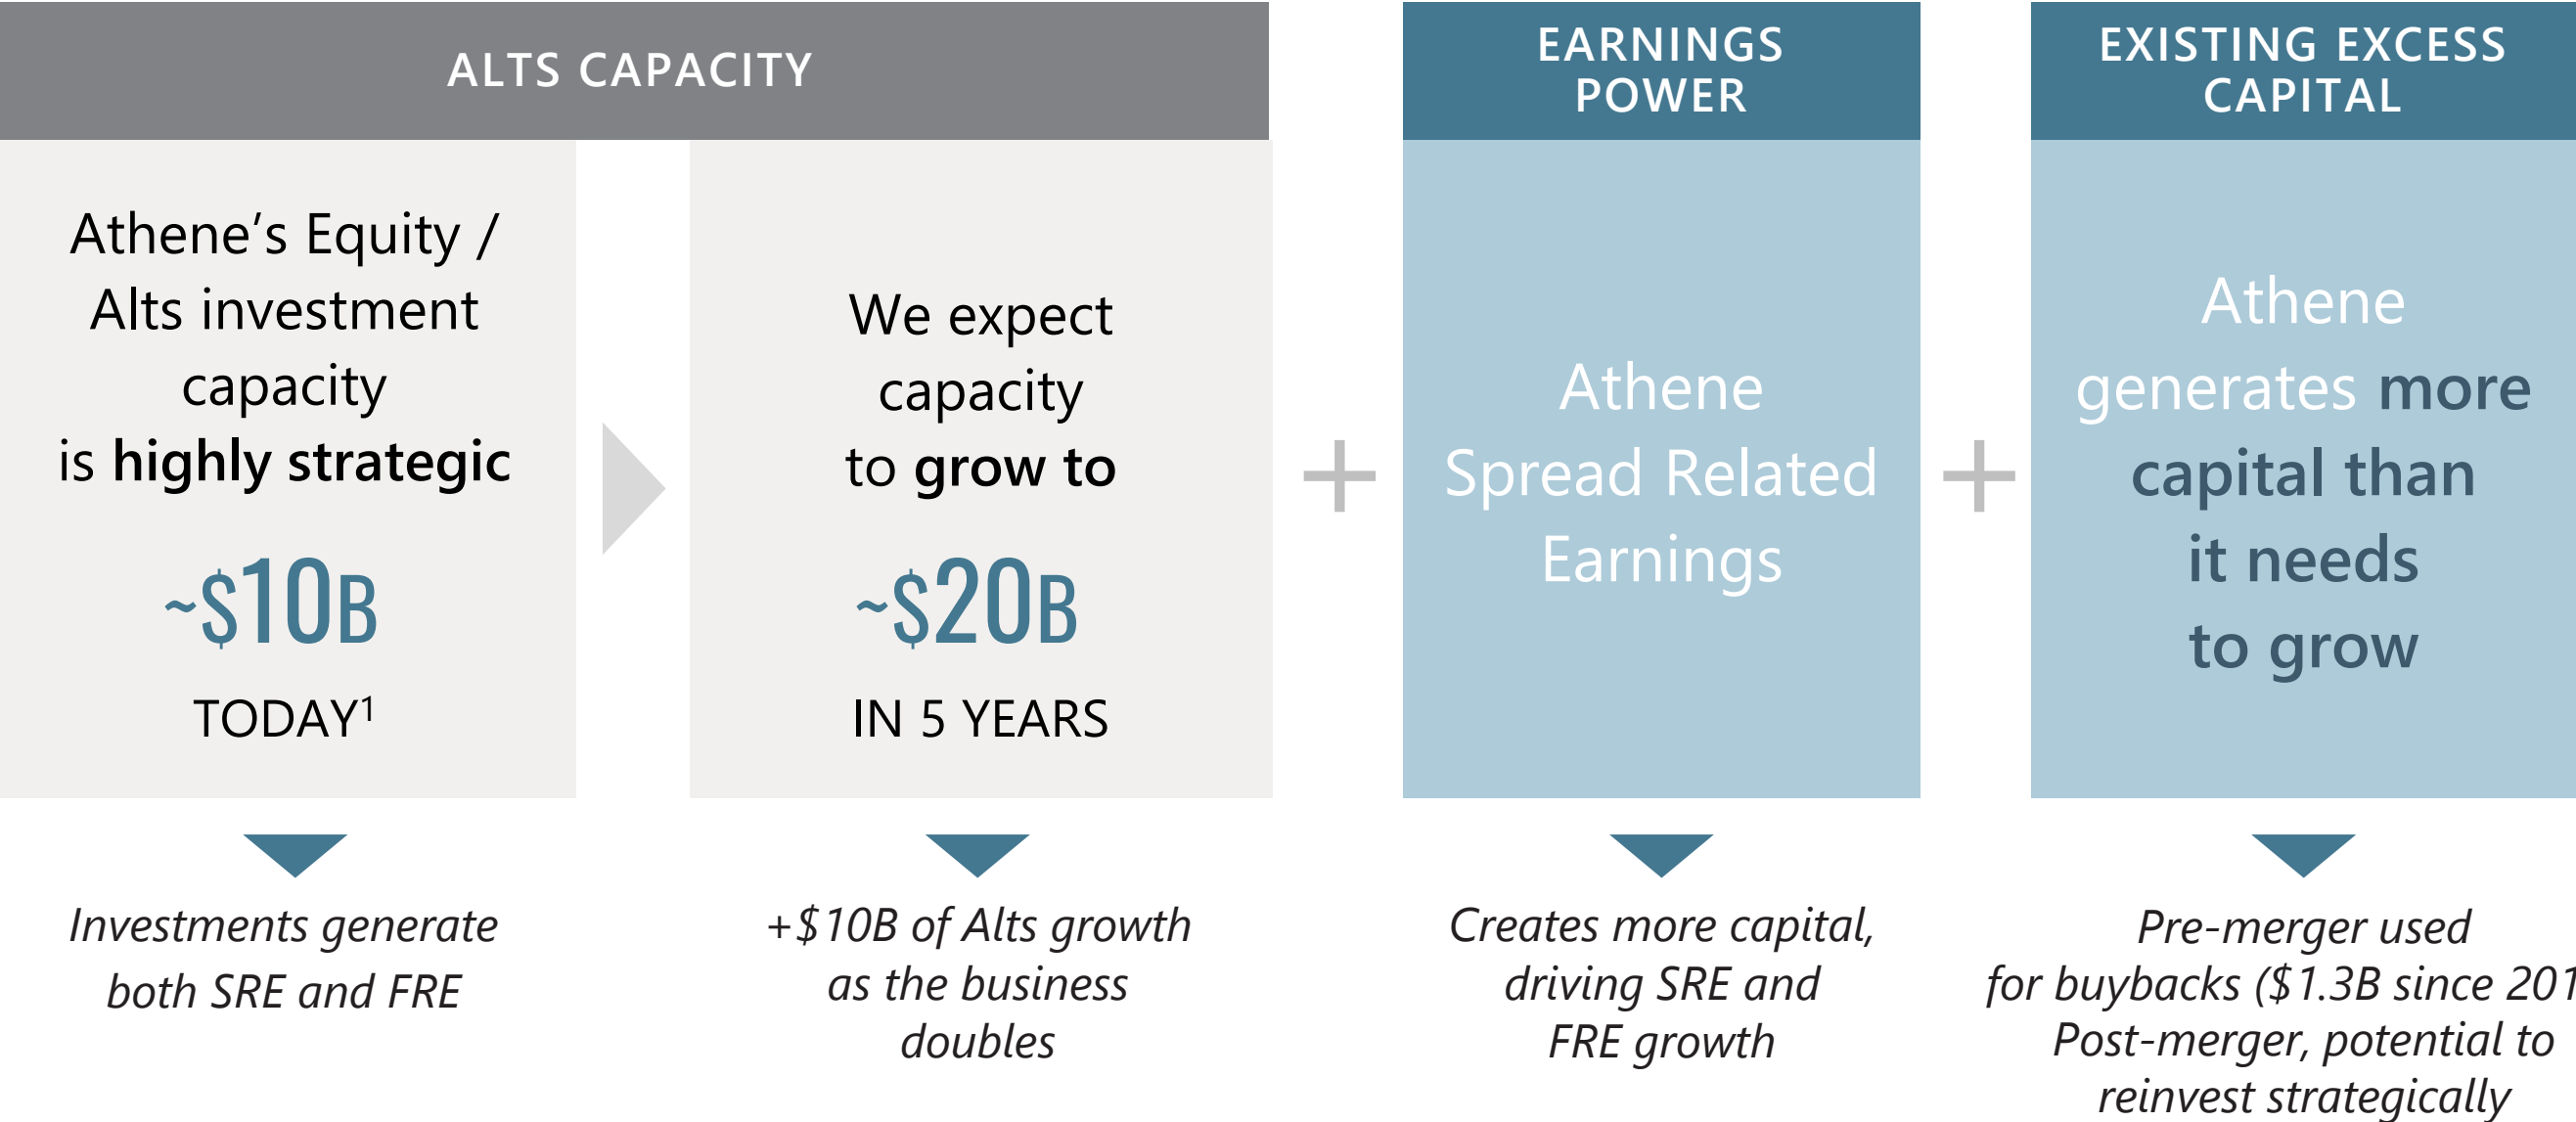 ALTS CAPACITY
Athene’s Equity /
Alts investment
capacity
is highly strategic
~$10B
TODAY¹
We expect
capacity
to grow to
~$20B
IN 5 YEARS
+
EARNINGS
POWER
Athene
Spread Related
Earnings
+
EXISTING EXCESS
CAPITAL
Athene
generates more
capital than
it needs
to grow
Investments generate
both SRE and FRE
+$10B of Alts growth
as the business
doubles
Creates more capital,
driving SRE and
FRE growth
Pre-merger used
for buybacks ($1.3B since
Post-merger, potential to
reinvest strategically